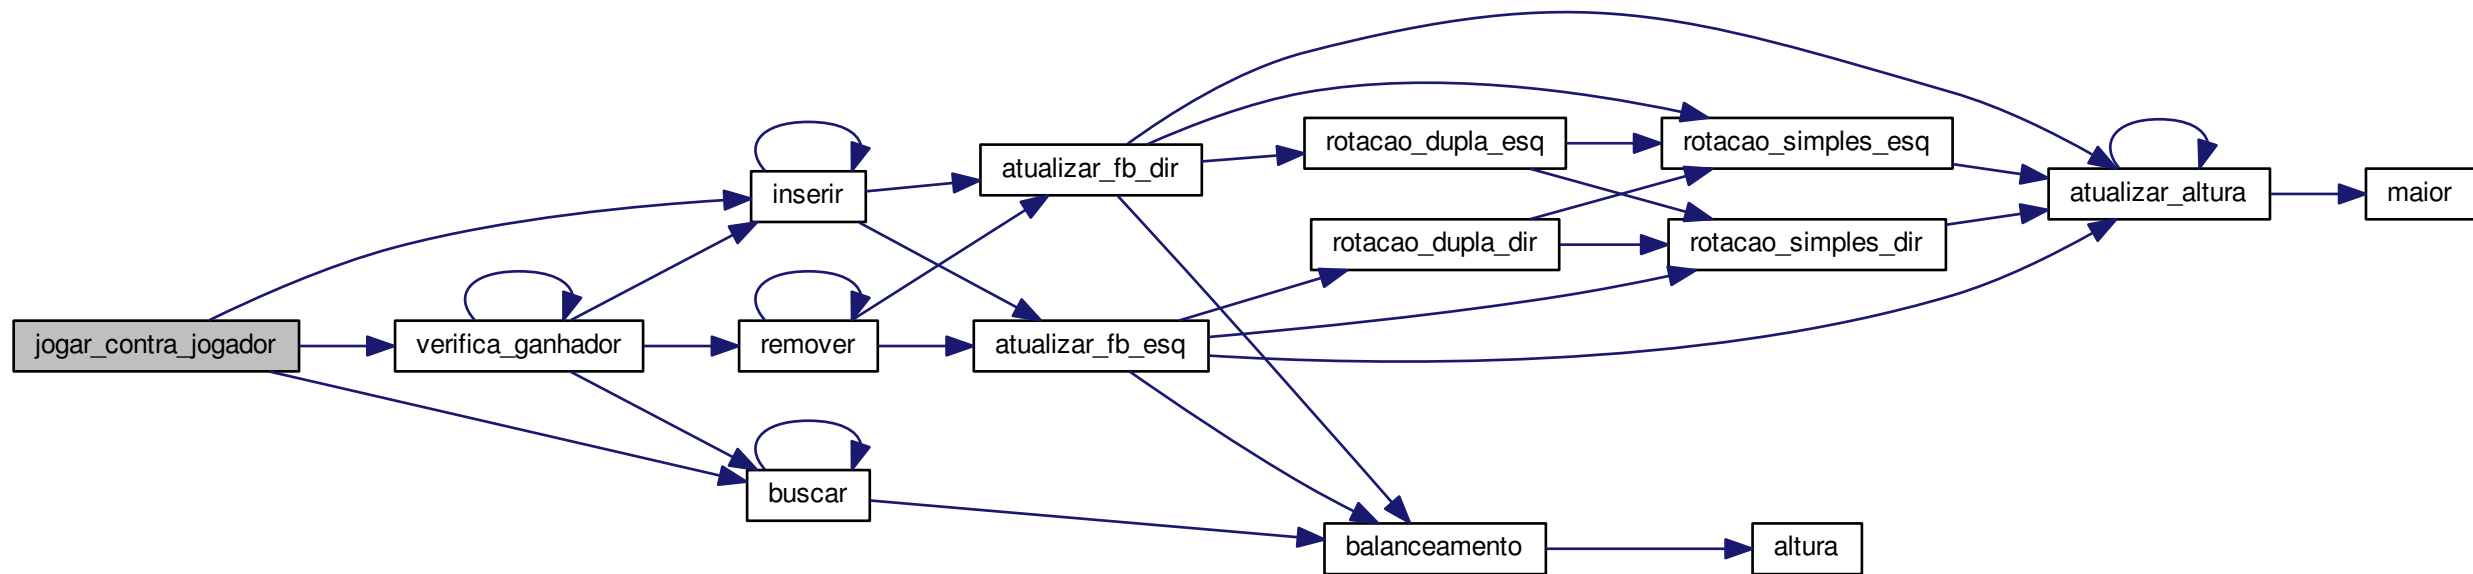 jogar_contra_jogador
verifica_ganhador
inserir
remover
buscar
atualizar_fb_dir
atualizar_fb_esq
rotacao_dupla_esq
rotacao_dupla_dir
balanceamento
rotacao_simples_esq
rotacao_simples_dir
altura
atualizar_altura
maior